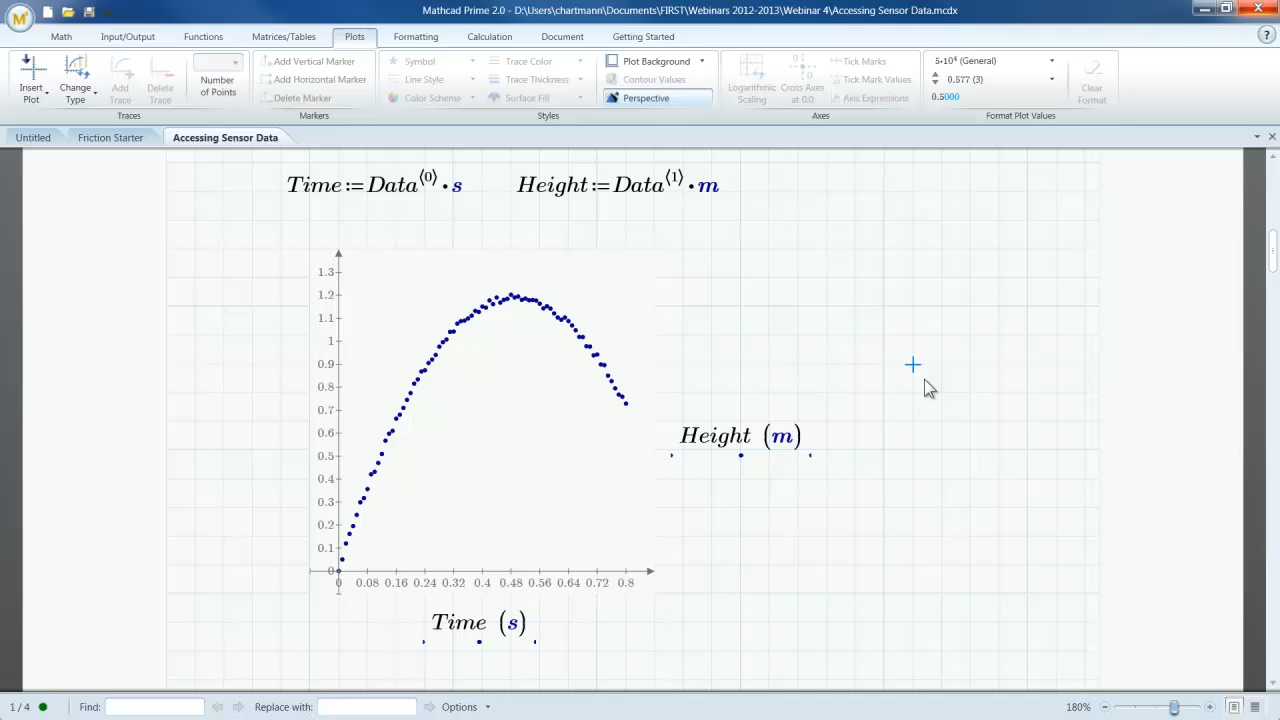 Mathcad Prime 2.0 - D:\Users\chartmann\Documents\FIRST\Webinars 2012-2013\Webinar 4\Accessing Sensor Data.mcdx
Math Input/Output Functions Matrices/Tables Plots Formatting Calculation Document Getting Started
Insert Plot
Change Type
Add Trace
Delete Trace
Traces
Number of Points
Add Vertical Marker
Add Horizontal Marker
Delete Marker
Markers
Symbol
Line Style
Color Scheme
Trace Color
Trace Thickness
Surface Fill
Plot Background
Contour Values
Perspective
Styles
Logarithmic Scaling
Cross Axes at 0.0
Tick Marks
Tick Mark Values
Axis Expressions
Axes
5•10⁴ (General)
0.577 (3)
0.5000
Format Plot Values
Clear Format
Untitled Friction Starter Accessing Sensor Data
Time:=Data⟨0⟩•s Height:=Data⟨1⟩•m
1.3
1.2
1.1
1
0.9
0.8
0.7
0.6
0.5
0.4
0.3
0.2
0.1
0
0 0.08 0.16 0.24 0.32 0.4 0.48 0.56 0.64 0.72 0.8
Height (m)
Time (s)
1 / 4 Find: Replace with: Options 180%